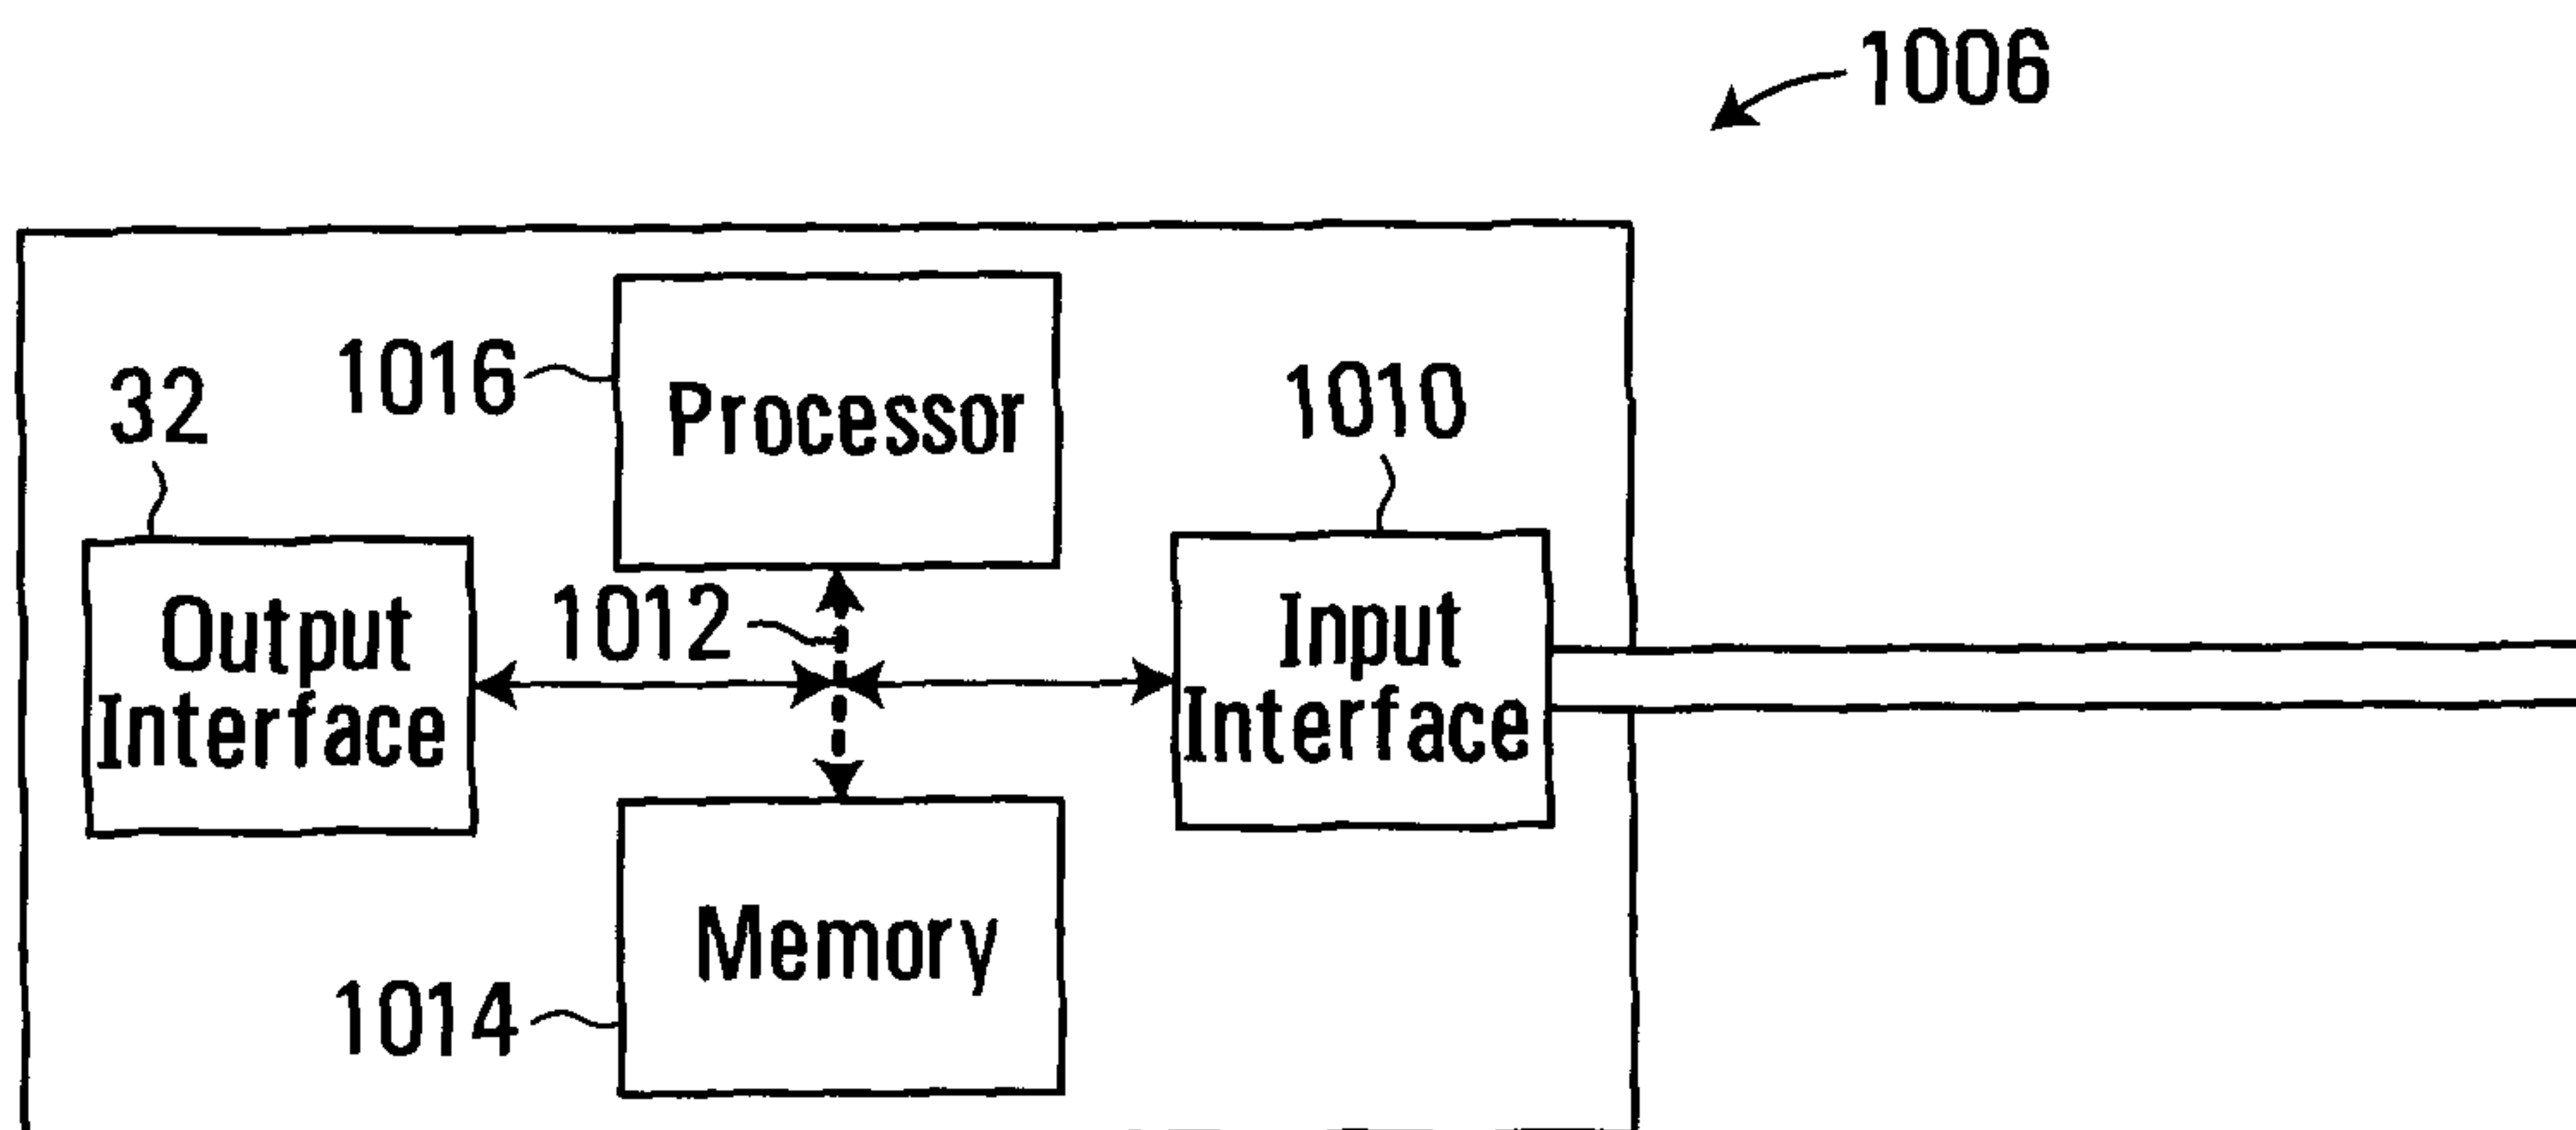 1006
1016
Processor
32
1010
1012
Output
Interface
Input
Interface
Memory
1014